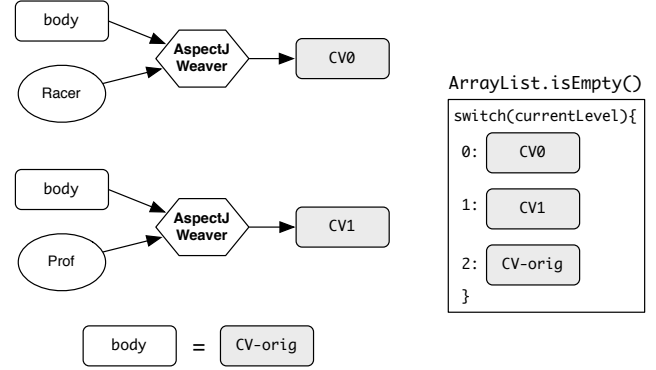 body
AspectJ
Weaver
CV0
Racer
body
AspectJ
Weaver
CV1
Prof
body = CV-orig
ArrayList.isEmpty()
switch(currentLevel){
0: CV0
1: CV1
2: CV-orig
}